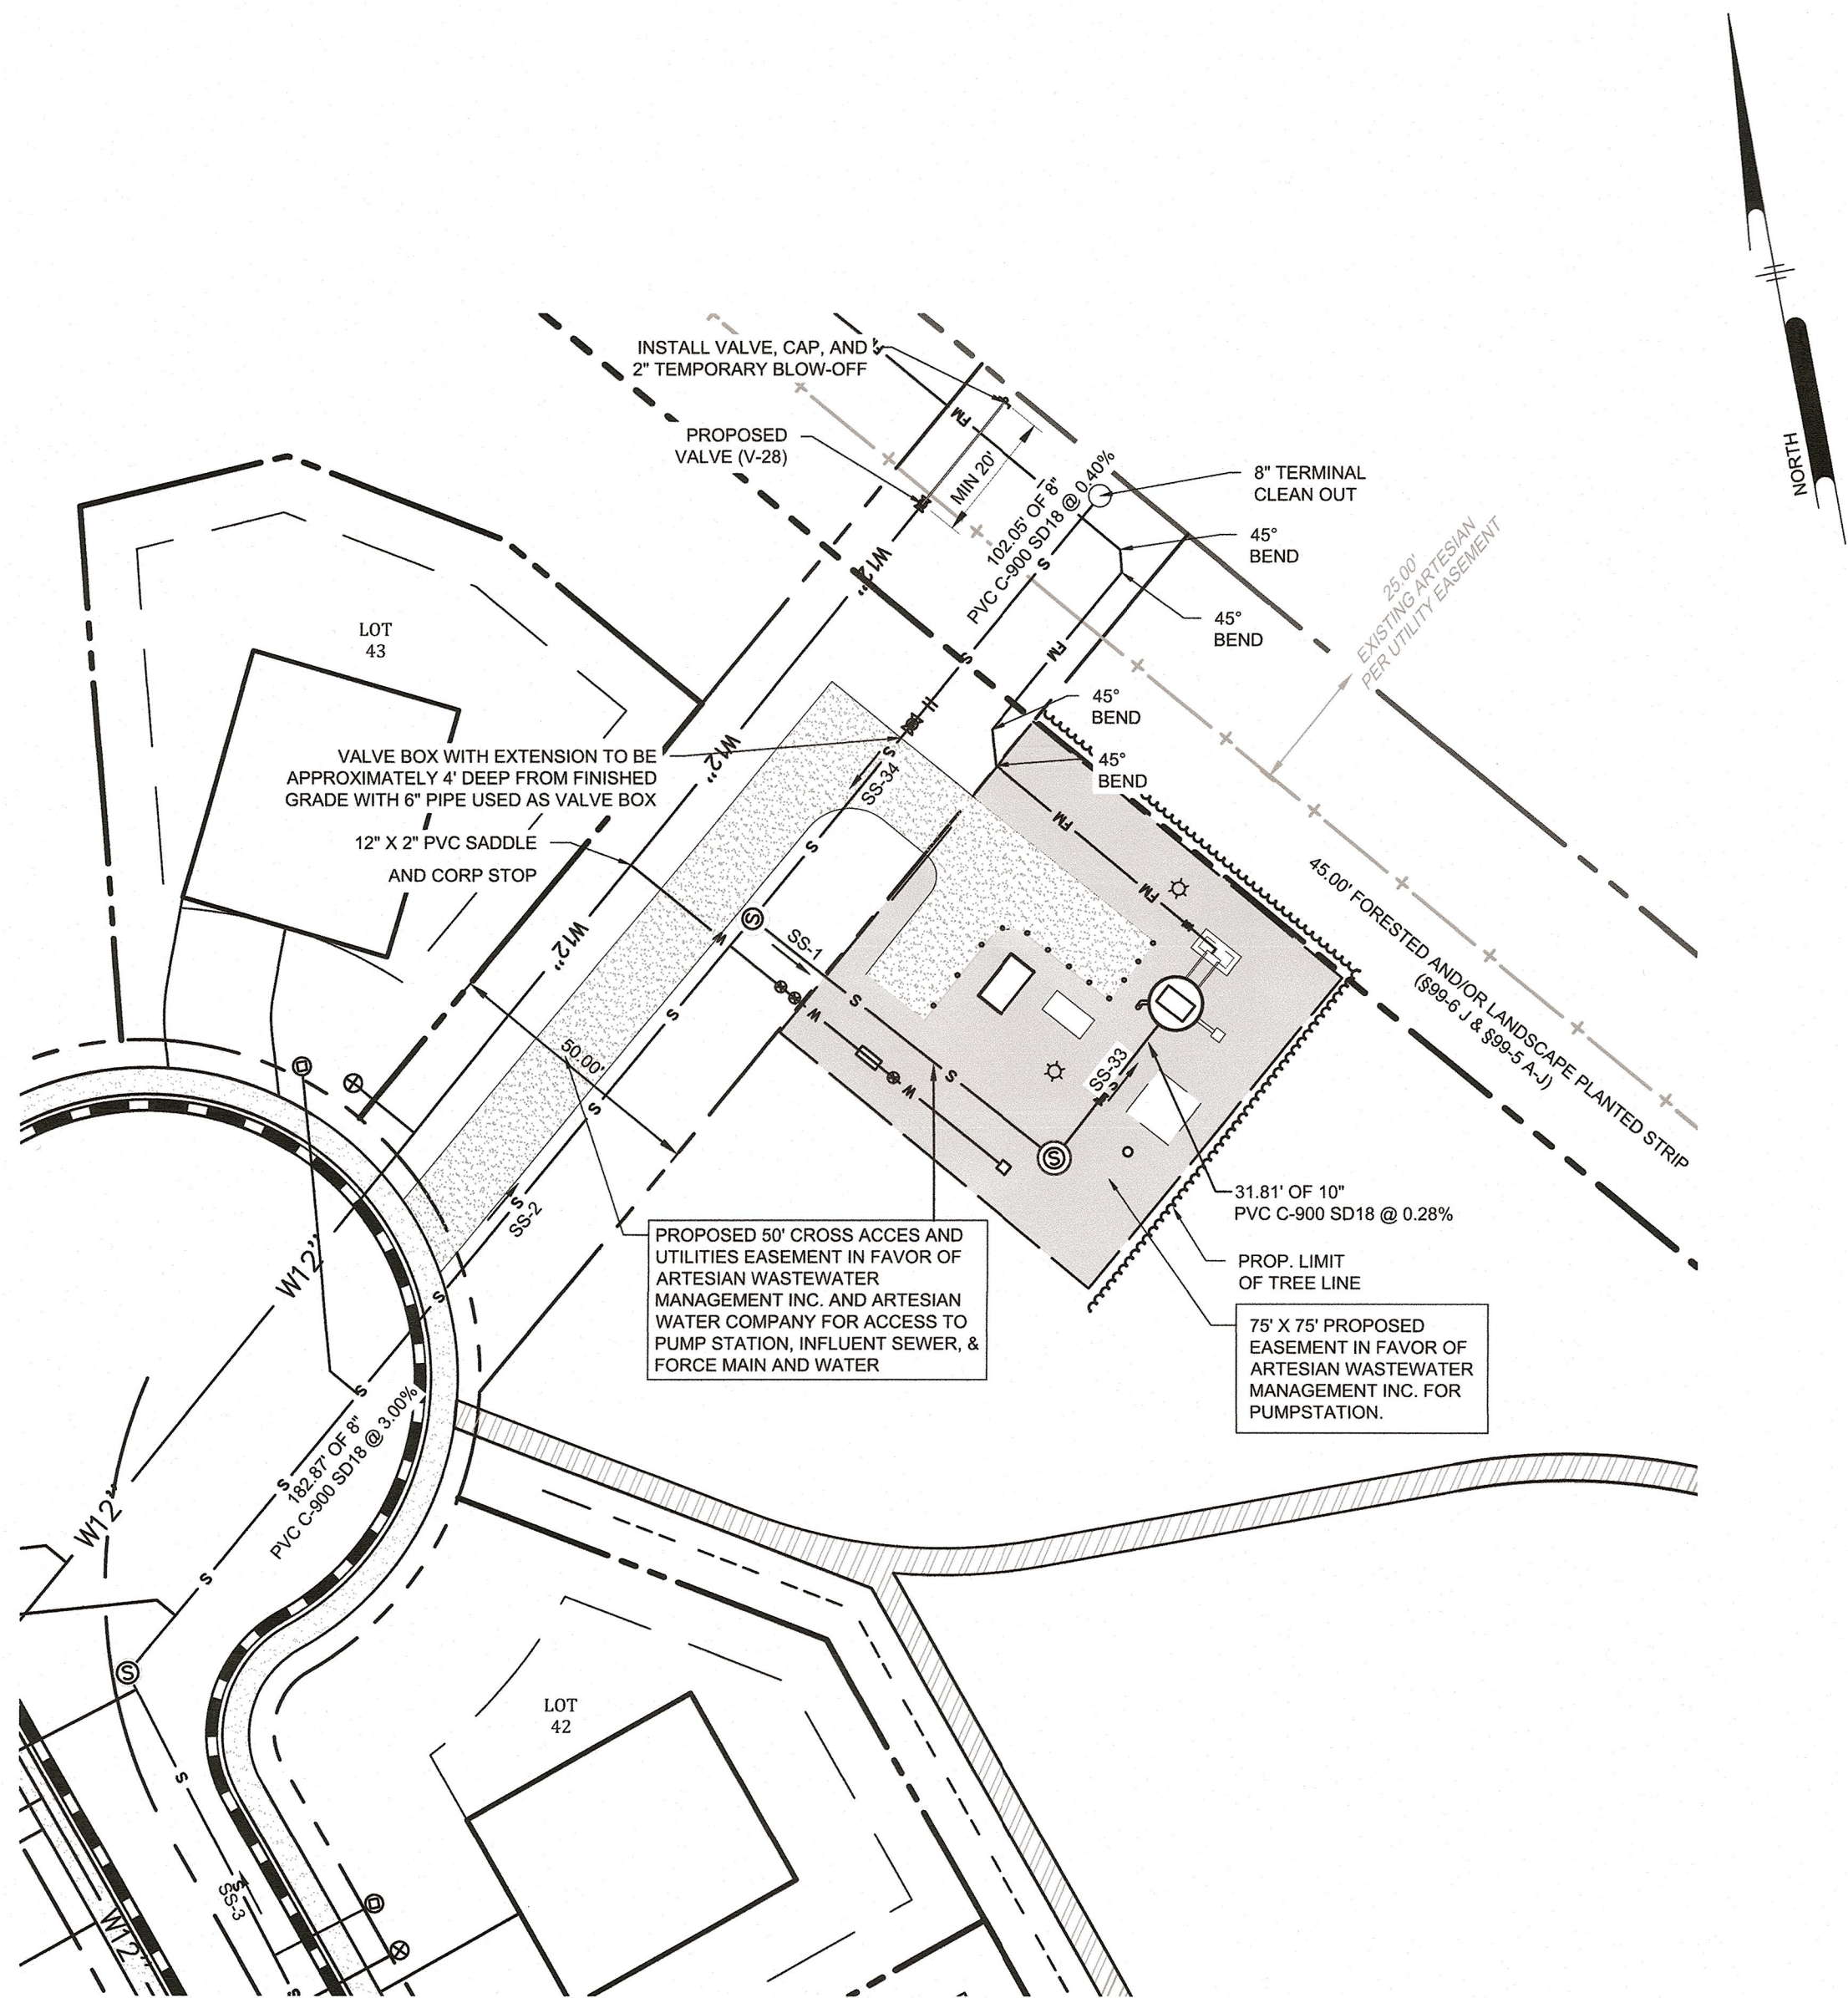 NORTH
INSTALL VALVE, CAP, AND
2" TEMPORARY BLOW-OFF
FM
PROPOSED
VALVE (V-28)
MIN 20'
102.05' OF 8"
PVC C-900 SD18 @ 0.40%
8" TERMINAL
CLEAN OUT
45°
BEND
45°
BEND
25.00'
EXISTING ARTESIAN
PER UTILITY EASEMENT
W12"
S
FM
S
45°
BEND
45°
BEND
LOT
43
VALVE BOX WITH EXTENSION TO BE
APPROXIMATELY 4' DEEP FROM FINISHED
GRADE WITH 6" PIPE USED AS VALVE BOX
W12"
S
SS-34
FM
12" X 2" PVC SADDLE
AND CORP STOP
S
FM
45.00' FORESTED AND/OR LANDSCAPE PLANTED STRIP
(§99-6 J & §99-5 A-J)
W12"
W
S
SS-1
S
S
W
50.00'
S
W
SS-33
S
S
31.81' OF 10"
PVC C-900 SD18 @ 0.28%
S
SS-2
PROP. LIMIT
OF TREE LINE
PROPOSED 50' CROSS ACCES AND
UTILITIES EASEMENT IN FAVOR OF
ARTESIAN WASTEWATER
MANAGEMENT INC. AND ARTESIAN
WATER COMPANY FOR ACCESS TO
PUMP STATION, INFLUENT SEWER, &
FORCE MAIN AND WATER
75' X 75' PROPOSED
EASEMENT IN FAVOR OF
ARTESIAN WASTEWATER
MANAGEMENT INC. FOR
PUMPSTATION.
W12"
S
S
182.87' OF 8"
PVC C-900 SD18 @ 3.00%
S
W12"
S
S
S
LOT
42
S
SS-3
W12"
S